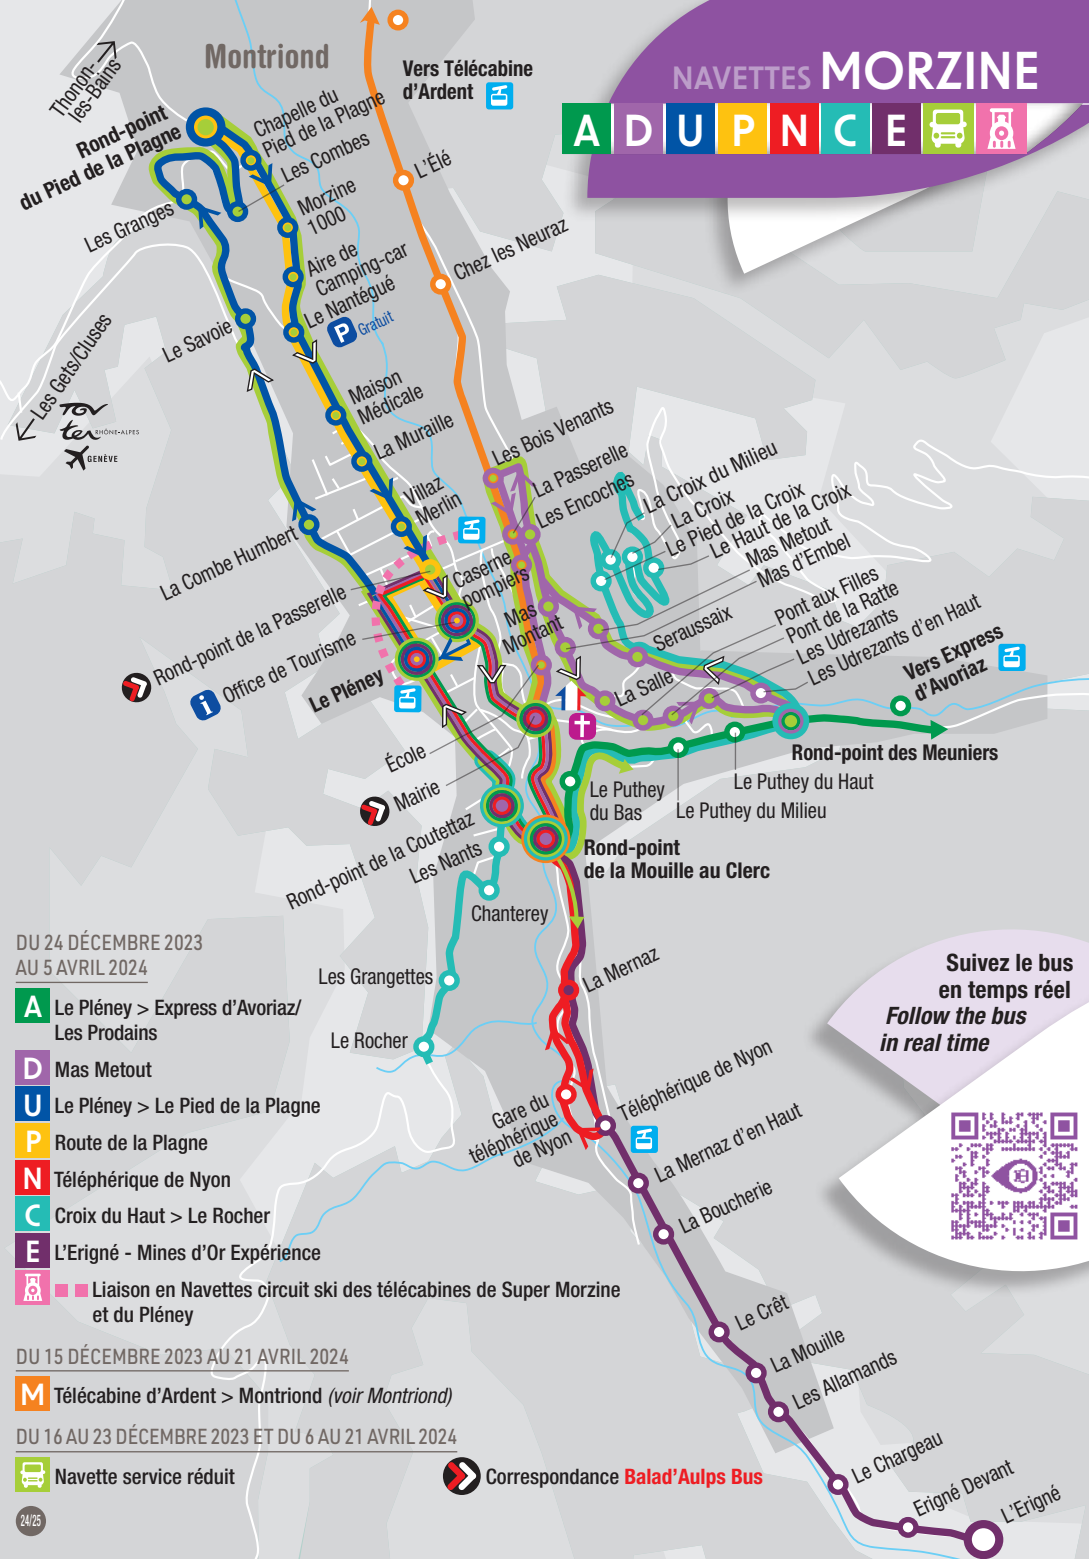 NAVETTES MORZINE
A D U P N C E
Montriond
Thonon-
les-Bains
Vers Télécabine
d'Ardent
Rond-point
du Pied de la Plagne
Chapelle du
Pied de la Plagne
Les Combes
L'Élé
Morzine
1000
Les Granges
Aire de
Camping-car
Chez les Neuraz
Le Nantégué
P Gratuit
Le Savoie
Les Gets/Cluses
TGV
ter RHÔNE-ALPES
GENÈVE
Maison
Médicale
La Muraille
Les Bois Venants
Villaz
Merlin
La Passerelle
Les Encoches
La Croix du Milieu
La Croix
Le Pied de la Croix
Le Haut de la Croix
Mas Metout
Mas d'Embel
La Combe Humbert
Caserne
pompiers
Rond-point de la Passerelle
Mas
Montant
Pont aux Filles
Pont de la Ratte
Les Udrezants
Les Udrezants d'en Haut
Seraussaix
i Office de Tourisme
Le Pléney
La Salle
Vers Express
d'Avoriaz
École
Mairie
Rond-point des Meuniers
Le Puthey du Haut
Le Puthey
du Bas
Le Puthey du Milieu
Rond-point de la Coutettaz
Rond-point
de la Mouille au Clerc
Les Nants
Chanterey
Les Grangettes
La Mernaz
Le Rocher
Gare du
téléphérique
de Nyon
Téléphérique de Nyon
La Mernaz d'en Haut
La Boucherie
Le Crêt
La Mouille
Les Allamands
Le Chargeau
Erigné Devant
L'Erigné
Suivez le bus
en temps réel
Follow the bus
in real time
DU 24 DÉCEMBRE 2023
AU 5 AVRIL 2024
A Le Pléney > Express d'Avoriaz/
Les Prodains
D Mas Metout
U Le Pléney > Le Pied de la Plagne
P Route de la Plagne
N Téléphérique de Nyon
C Croix du Haut > Le Rocher
E L'Erigné - Mines d'Or Expérience
Liaison en Navettes circuit ski des télécabines de Super Morzine
et du Pléney
DU 15 DÉCEMBRE 2023 AU 21 AVRIL 2024
M Télécabine d'Ardent > Montriond (voir Montriond)
DU 16 AU 23 DÉCEMBRE 2023 ET DU 6 AU 21 AVRIL 2024
Navette service réduit
Correspondance Balad'Aulps Bus
24/25